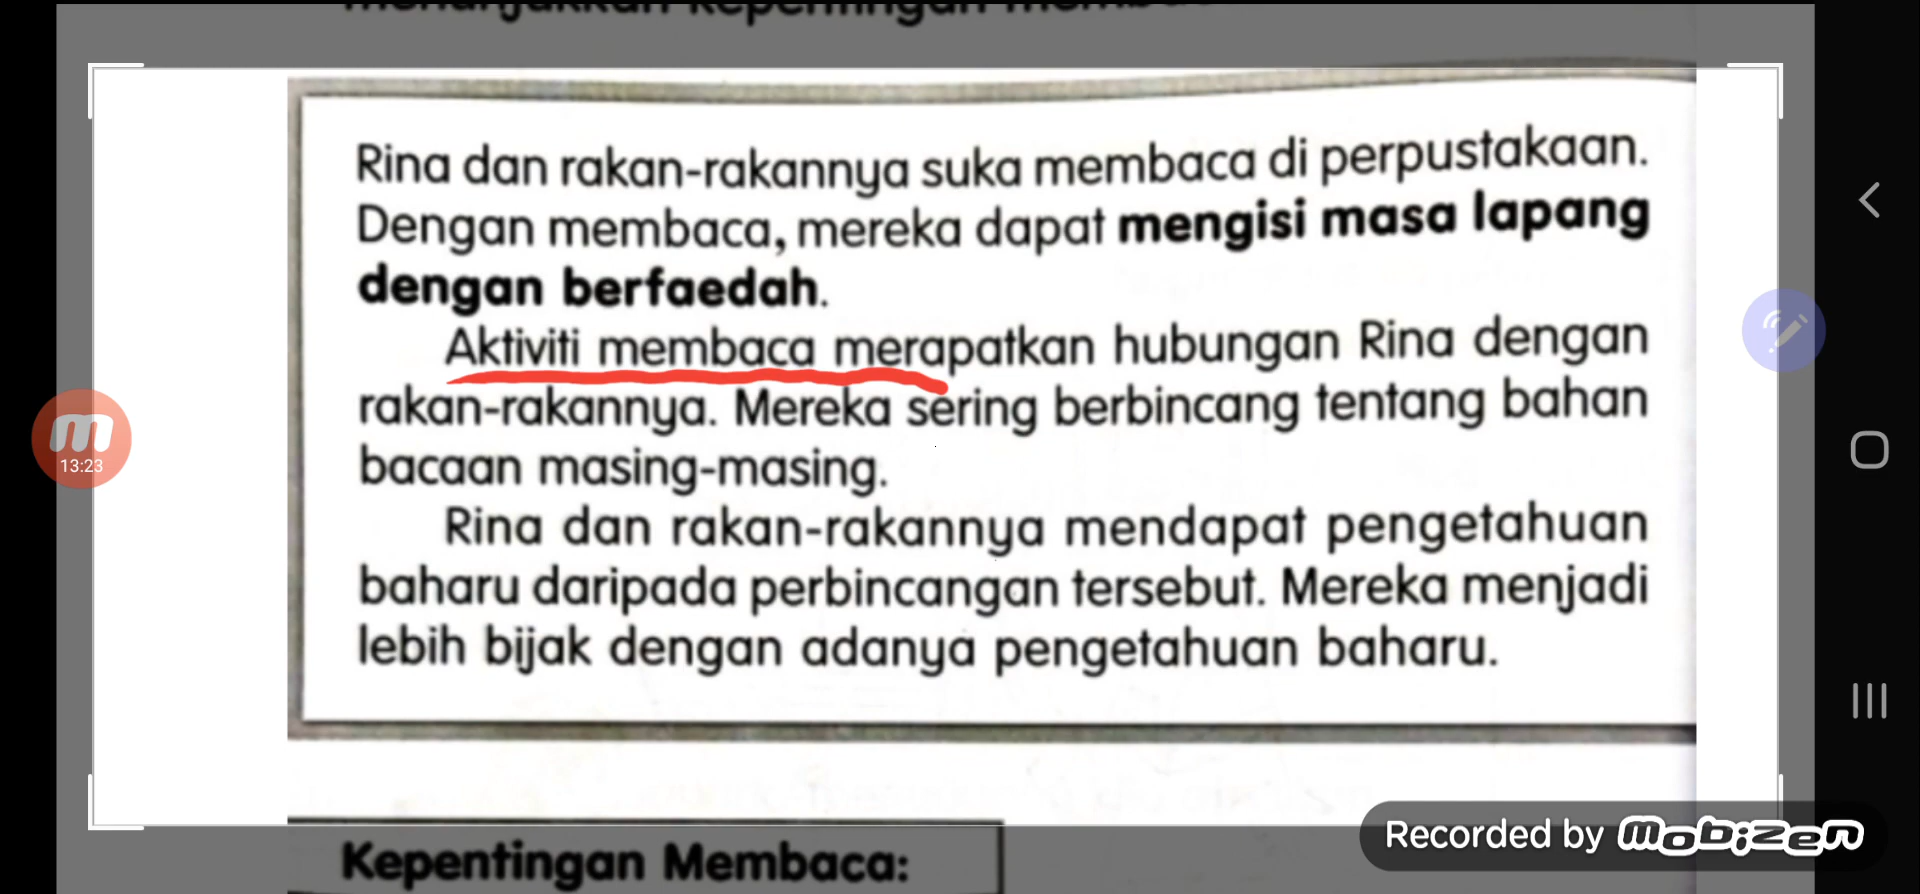 Rina dan rakan-rakannya suka membaca di perpustakaan.
Dengan membaca, mereka dapat mengisi masa lapang
dengan berfaedah.
Aktiviti membaca merapatkan hubungan Rina dengan
rakan-rakannya. Mereka sering berbincang tentang bahan
bacaan masing-masing.
Rina dan rakan-rakannya mendapat pengetahuan
baharu daripada perbincangan tersebut. Mereka menjadi
lebih bijak dengan adanya pengetahuan baharu.
13:23
Recorded by Mobizen
Kepentingan Membaca: